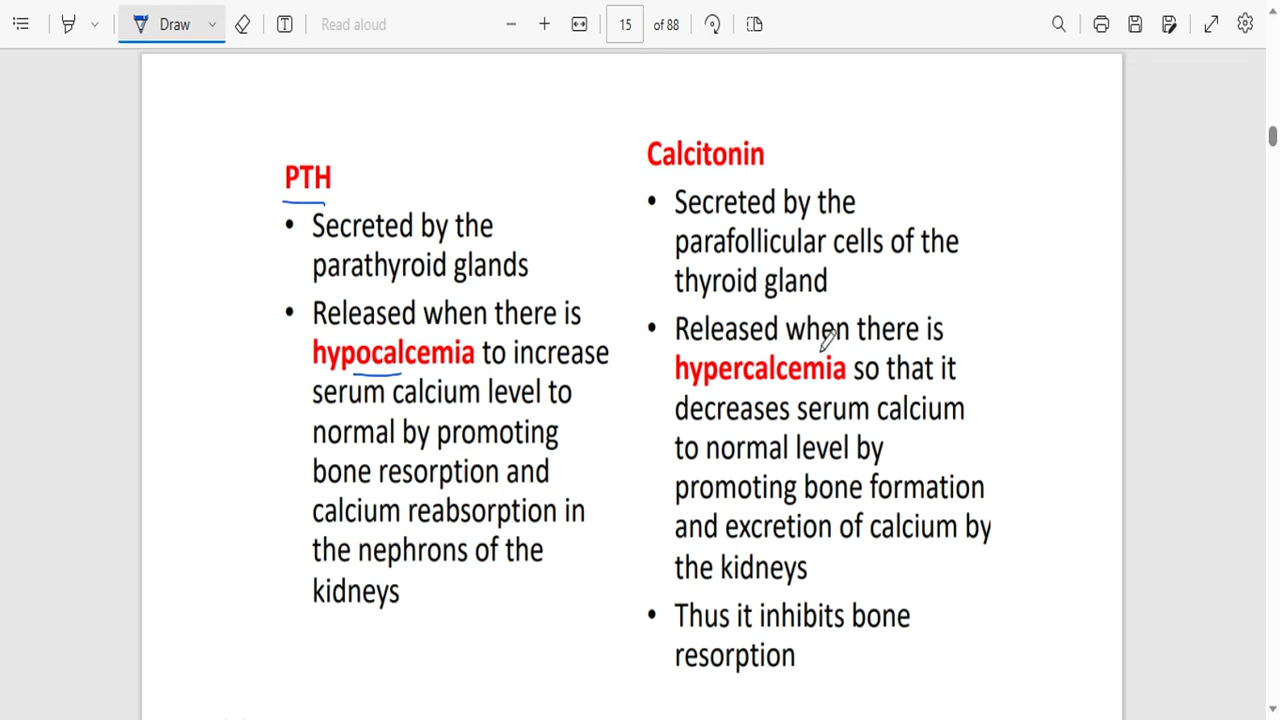 Draw
Read aloud
15
of 88
PTH
• Secreted by the
parathyroid glands
• Released when there is
hypocalcemia to increase
serum calcium level to
normal by promoting
bone resorption and
calcium reabsorption in
the nephrons of the
kidneys
Calcitonin
• Secreted by the
parafollicular cells of the
thyroid gland
• Released when there is
hypercalcemia so that it
decreases serum calcium
to normal level by
promoting bone formation
and excretion of calcium by
the kidneys
• Thus it inhibits bone
resorption